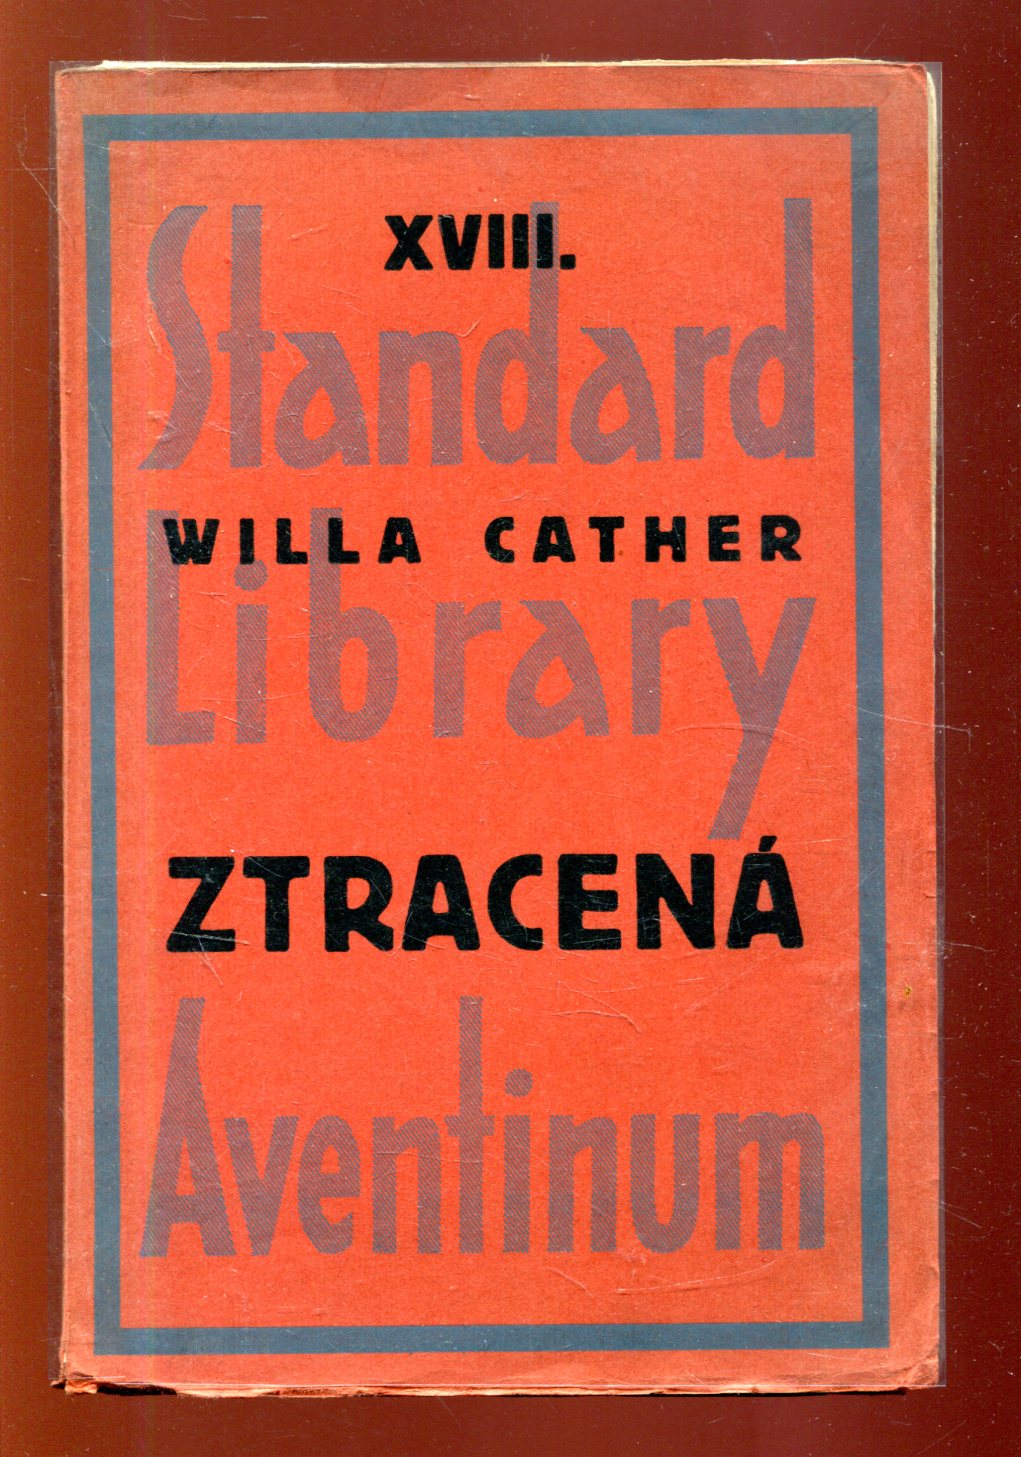 XVIII.
Standard
WILLA CATHER
Library
ZTRACENÁ
Aventinum